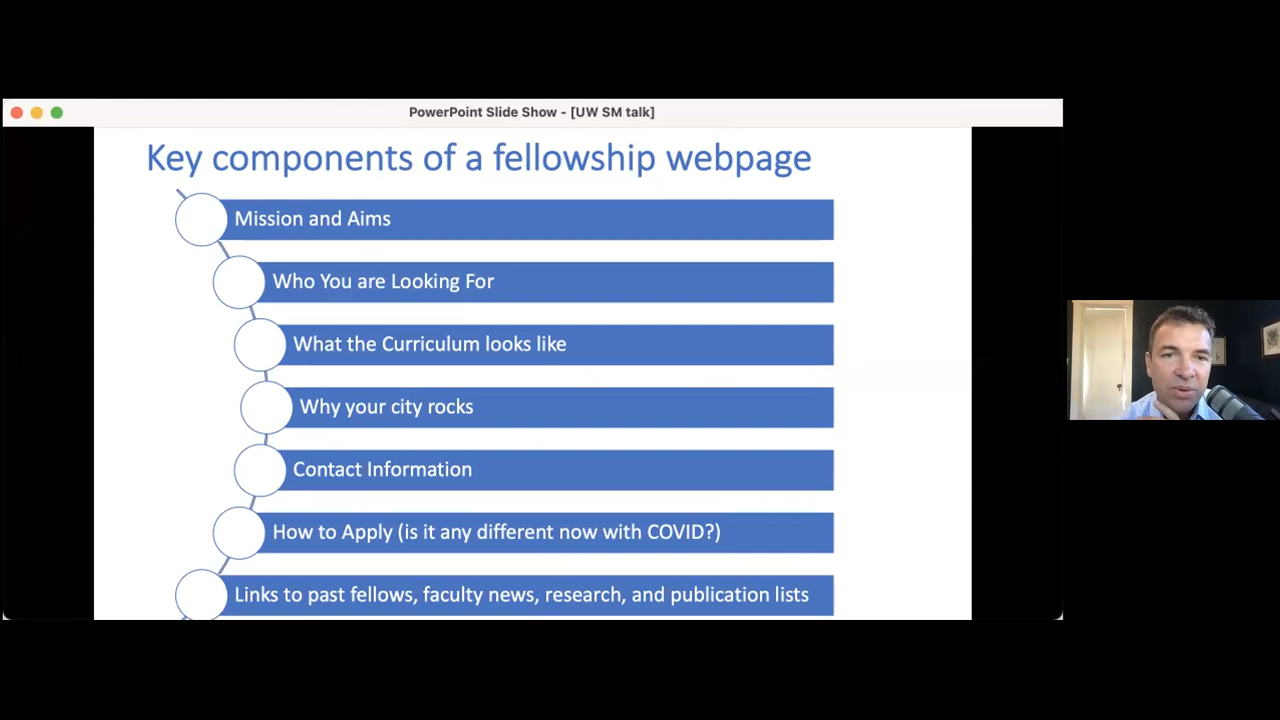 PowerPoint Slide Show - [UW SM talk]
Key components of a fellowship webpage
Mission and Aims
Who You are Looking For
What the Curriculum looks like
Why your city rocks
Contact Information
How to Apply (is it any different now with COVID?)
Links to past fellows, faculty news, research, and publication lists